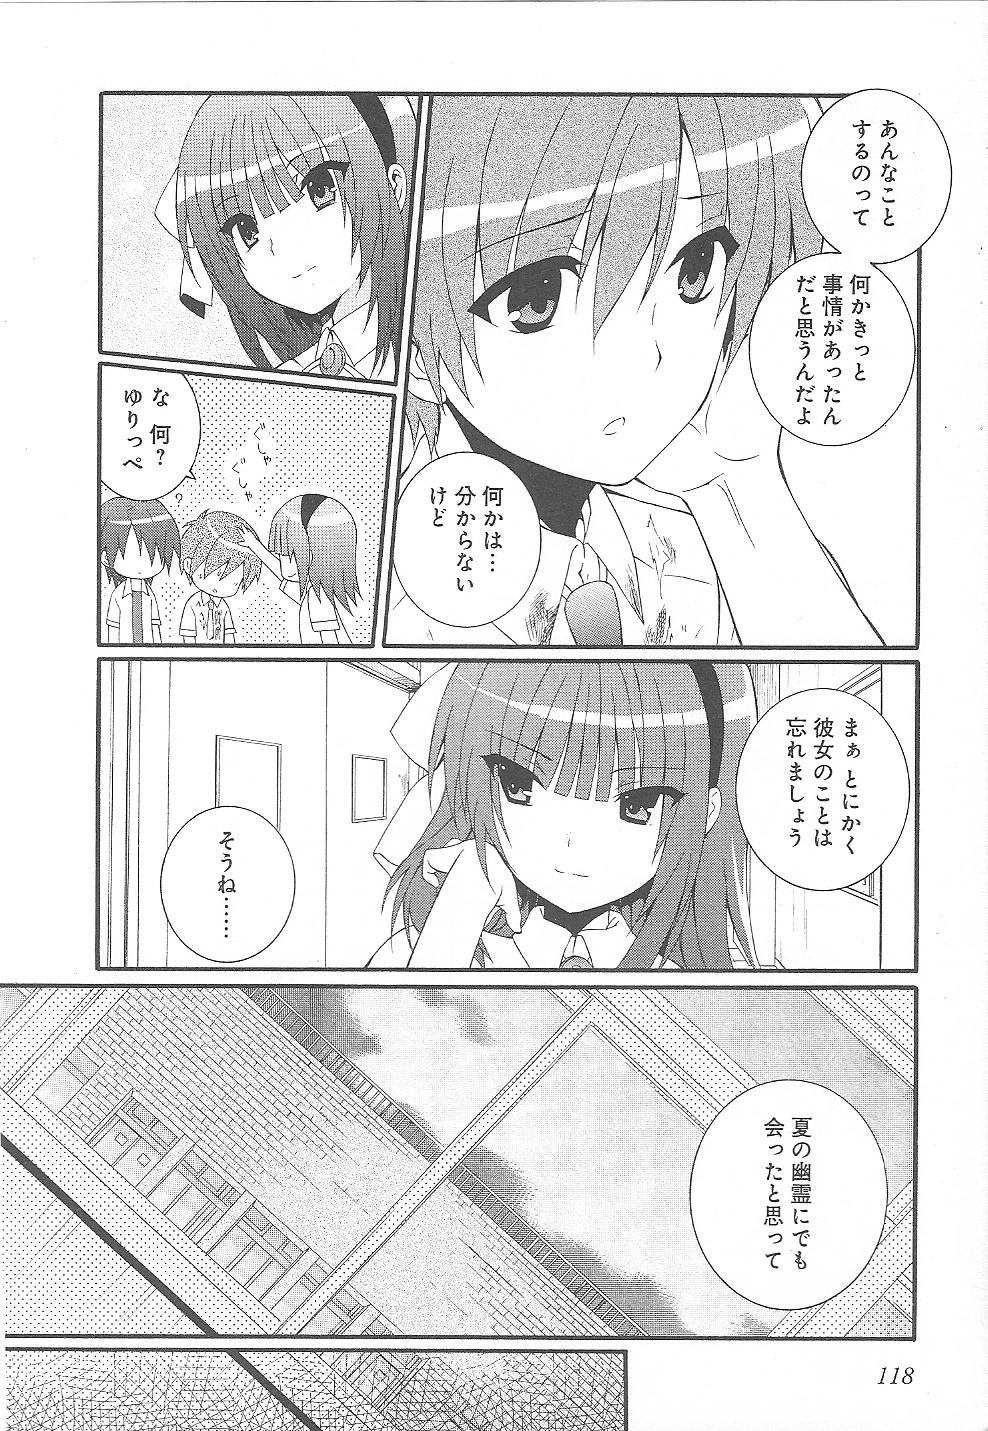 あんなこと
するのって
何かきっと
事情があったん
だと思うんだよ
何かは…
分からない
けど
な 何?
ゆりっぺ
ぐしゃ
ぐしゃ
?
まぁ とにかく
彼女のことは
忘れましょう
そうね……
夏の幽霊にでも
会ったと思って
118